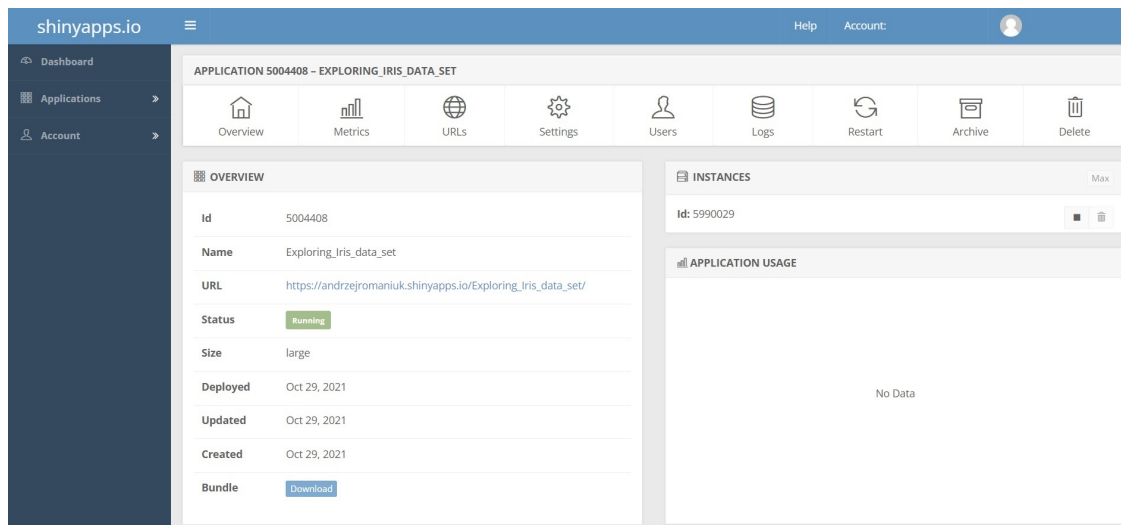 shinyapps.io
Help Account:
Dashboard
Applications
Account
APPLICATION 5004408 – EXPLORING_IRIS_DATA_SET
Overview Metrics URLs Settings Users Logs Restart Archive Delete
OVERVIEW
Id 5004408
Name Exploring_Iris_data_set
URL https://andrzejromaniuk.shinyapps.io/Exploring_Iris_data_set/
Status Running
Size large
Deployed Oct 29, 2021
Updated Oct 29, 2021
Created Oct 29, 2021
Bundle Download
INSTANCES Max
Id: 5990029
APPLICATION USAGE
No Data